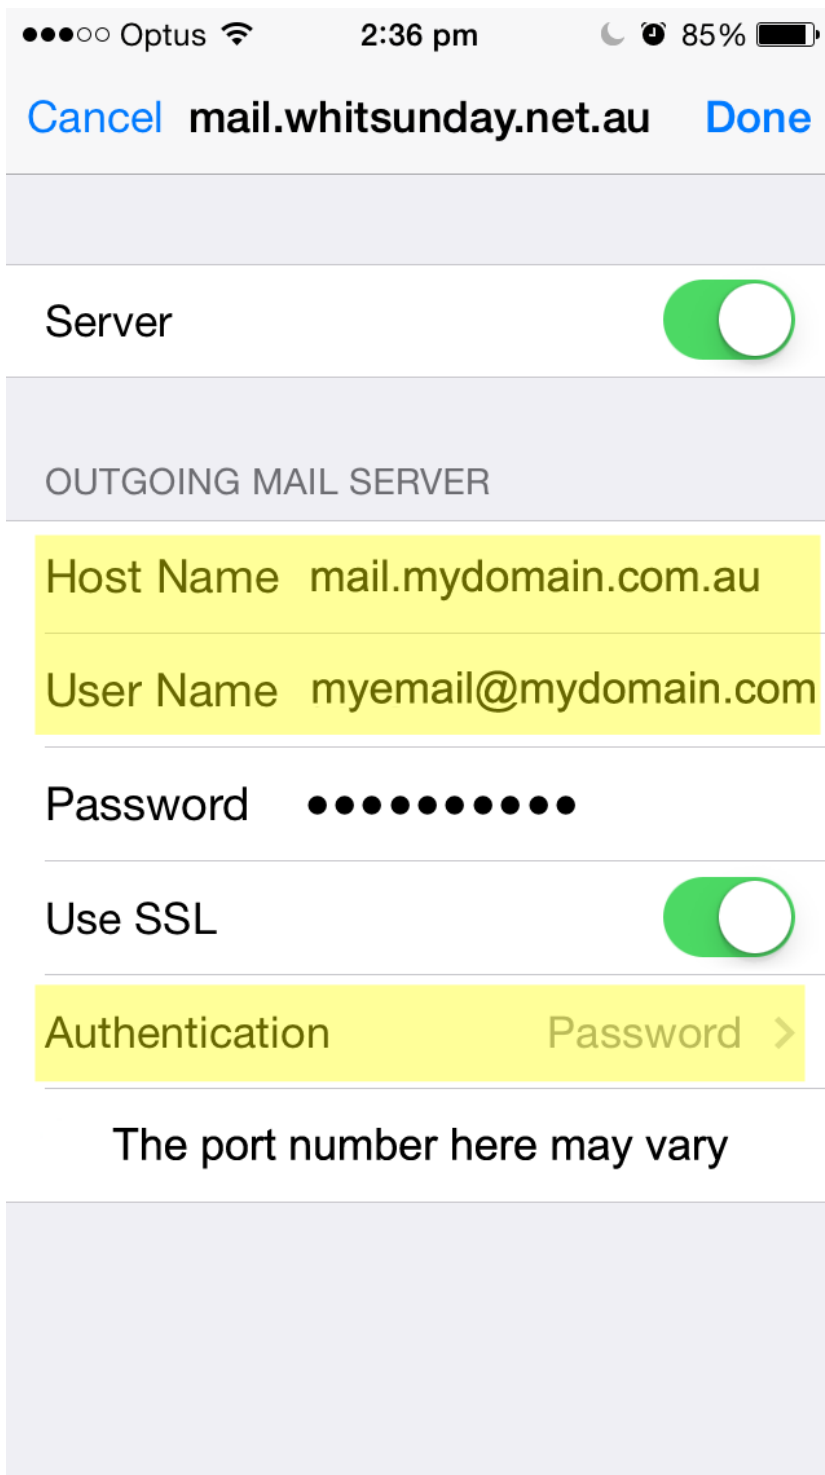 Optus 2:36 pm 85%
Cancel mail.whitsunday.net.au Done
Server
OUTGOING MAIL SERVER
Host Name mail.mydomain.com.au
User Name myemail@mydomain.com
Password ••••••••••
Use SSL
Authentication Password >
The port number here may vary